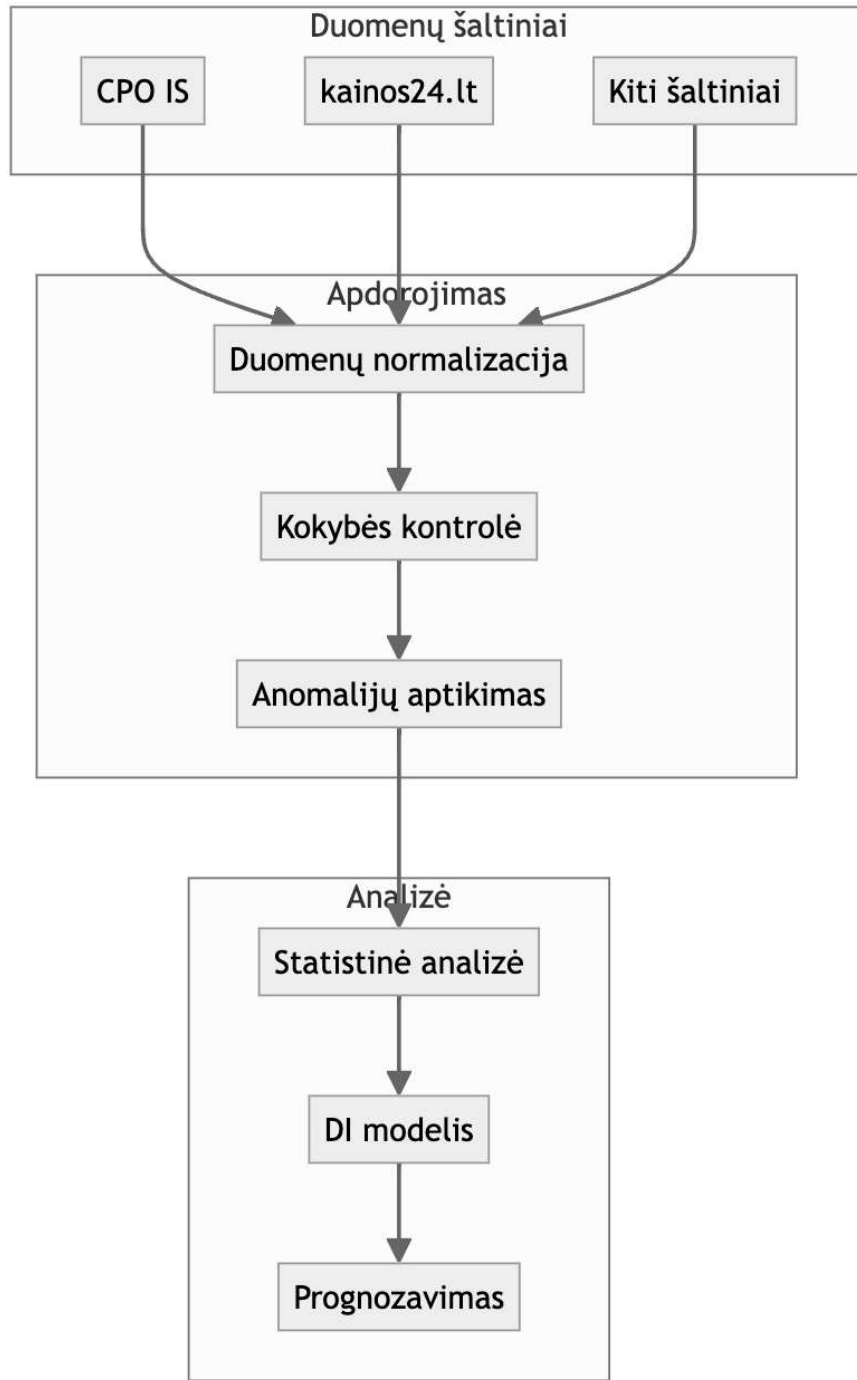 Duomenų šaltiniai
CPO IS
kainos24.lt
Kiti šaltiniai
Apdorojimas
Duomenų normalizacija
Kokybės kontrolė
Anomalijų aptikimas
Analizė
Statistinė analizė
DI modelis
Prognozavimas